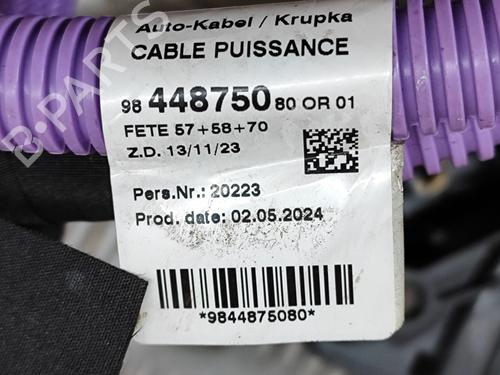 Auto-Kabel / Krupka
CABLE PUISSANCE
98 448750 80 OR 01
FETE 57+58+70
Z.D. 13/11/23
Pers.Nr.: 20223
Prod. date: 02.05.2024
*9844875080*
B-PARTS